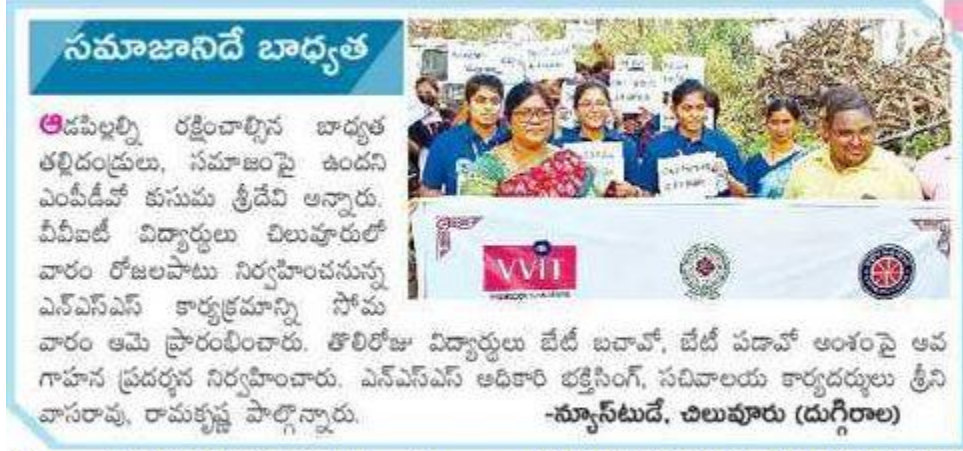 సమాజానిదే బాధ్యత
ఆడపిల్లల్ని రక్షించాల్సిన బాధ్యత
తల్లిదండ్రులు, సమాజంపై ఉందని
ఎంపీడీవో కుసుమ శ్రీదేవి అన్నారు.
వీవీఐటీ విద్యార్థులు చిలువూరులో
వారం రోజులపాటు నిర్వహించనున్న
ఎన్ఎస్ఎస్ కార్యక్రమాన్ని సోమ
వారం ఆమె ప్రారంభించారు. తొలిరోజు విద్యార్థులు బేటీ బచావో, బేటీ పడావో అంశంపై అవ
గాహన ప్రదర్శన నిర్వహించారు. ఎన్ఎస్ఎస్ అధికారి భక్తిసింగ్, సచివాలయ కార్యదర్శులు శ్రీని
వాసరావు, రామకృష్ణ పాల్గొన్నారు.
-న్యూస్‌టుడే, చిలువూరు (దుగ్గిరాల)
VVIT